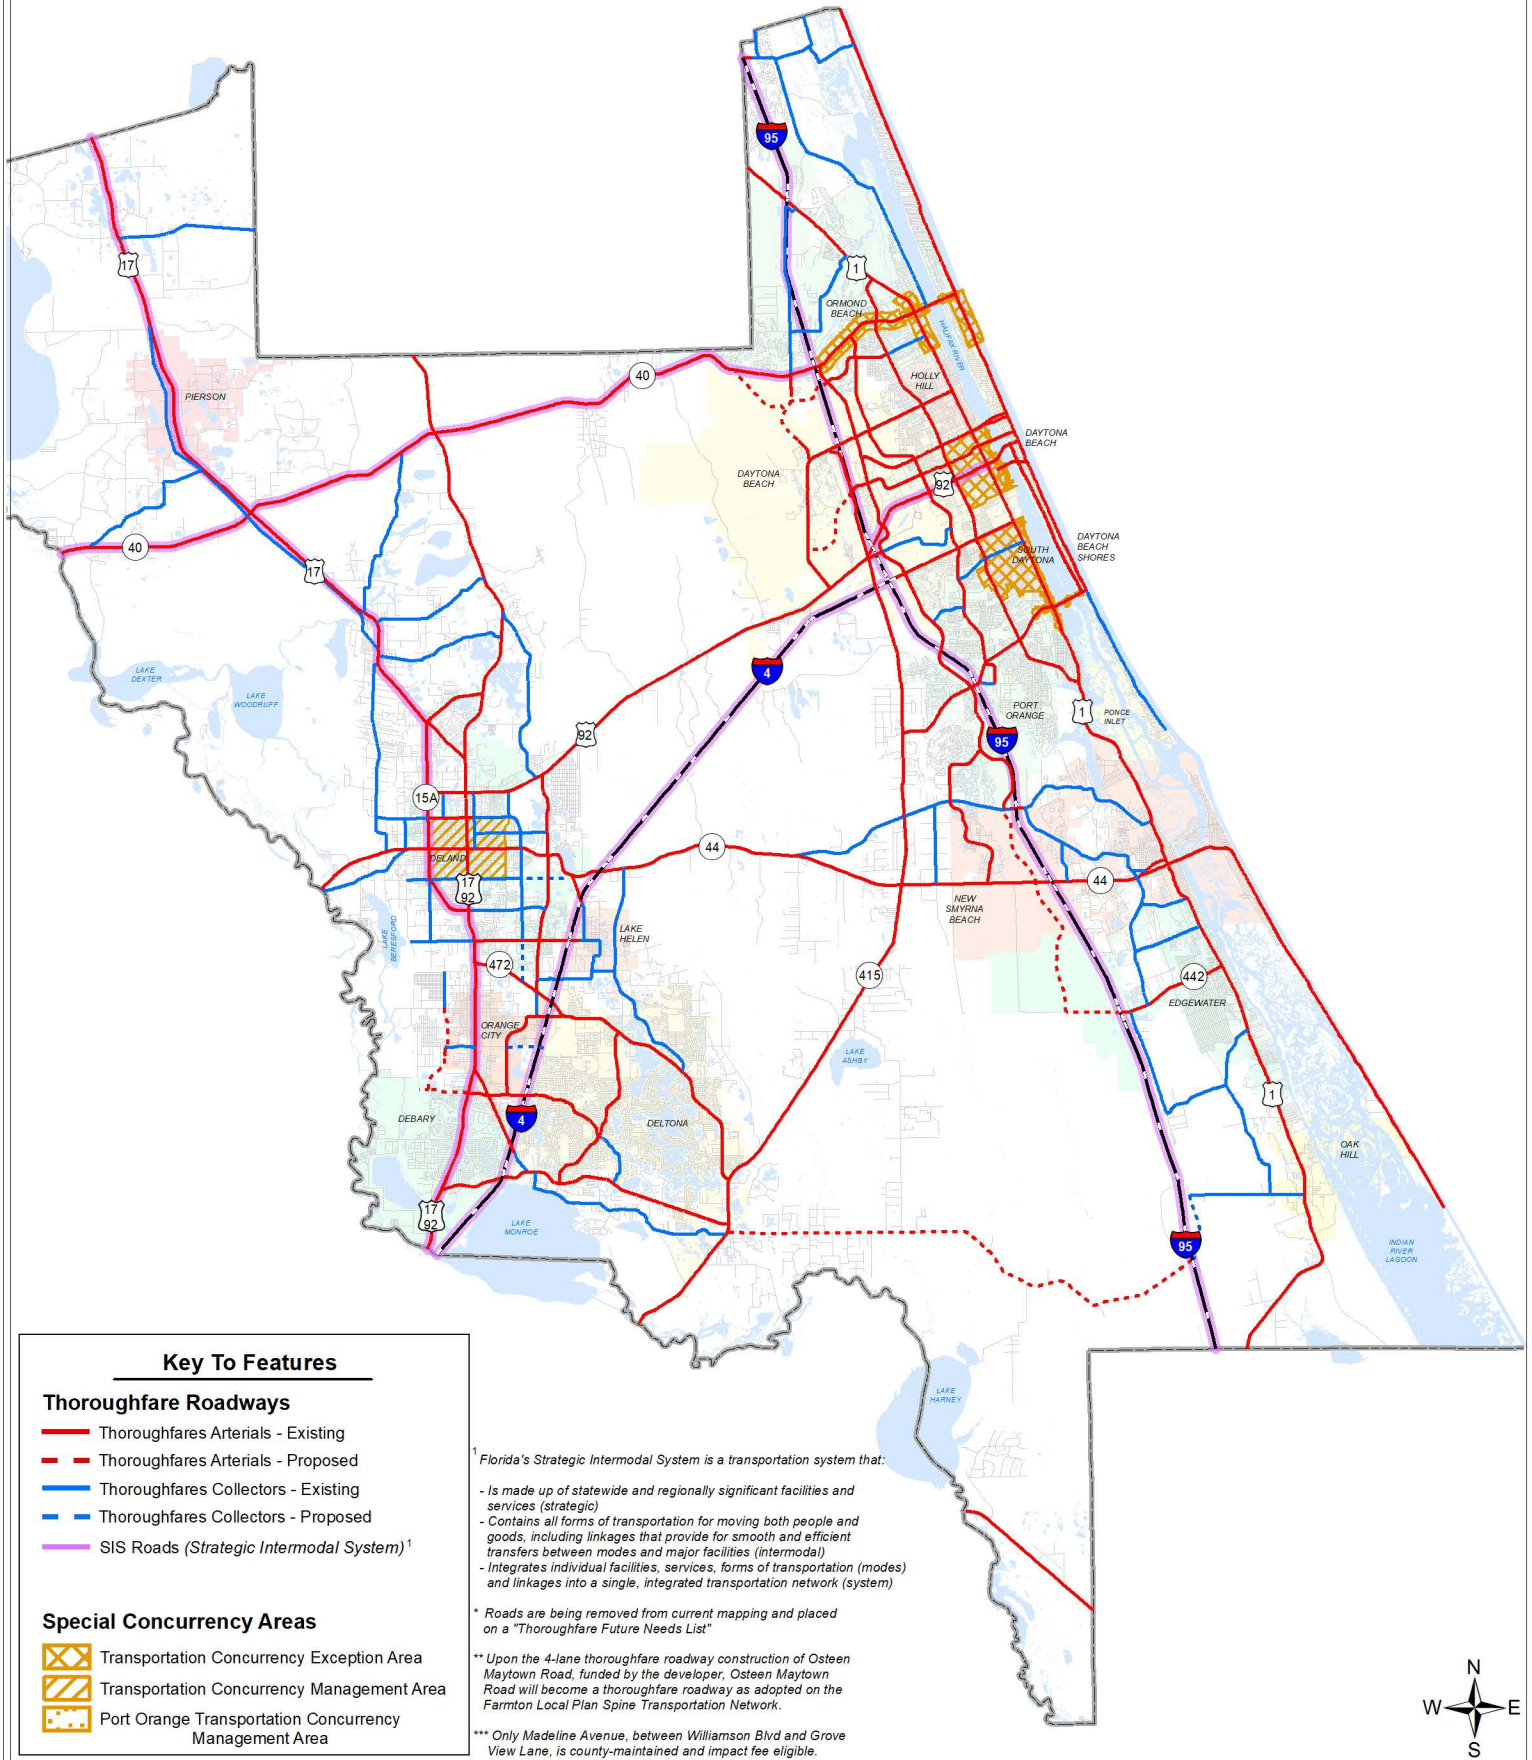 95
17
1
ORMOND
BEACH
HALIFAX RIVER
40
HOLLY
HILL
PIERSON
DAYTONA
BEACH
DAYTONA
BEACH
92
40
17
SOUTH
DAYTONA
DAYTONA
BEACH
SHORES
LAKE
DEXTER
LAKE
WOODRUFF
4
PORT
ORANGE
1
PONCE
INLET
92
95
15A
44
DELAND
17
92
44
NEW
SMYRNA
BEACH
LAKE
BERESFORD
LAKE
HELEN
472
415
442
EDGEWATER
ORANGE
CITY
LAKE
ASHBY
1
DEBARY
4
DELTONA
OAK
HILL
17
92
LAKE
MONROE
95
INDIAN
RIVER
LAGOON
LAKE
HARNEY
Key To Features
Thoroughfare Roadways
Thoroughfares Arterials - Existing
Thoroughfares Arterials - Proposed
Thoroughfares Collectors - Existing
Thoroughfares Collectors - Proposed
SIS Roads (Strategic Intermodal System) 1
Special Concurrency Areas
Transportation Concurrency Exception Area
Transportation Concurrency Management Area
Port Orange Transportation Concurrency
Management Area
1 Florida's Strategic Intermodal System is a transportation system that:
- Is made up of statewide and regionally significant facilities and
services (strategic)
- Contains all forms of transportation for moving both people and
goods, including linkages that provide for smooth and efficient
transfers between modes and major facilities (intermodal)
- Integrates individual facilities, services, forms of transportation (modes)
and linkages into a single, integrated transportation network (system)
* Roads are being removed from current mapping and placed
on a "Thoroughfare Future Needs List"
** Upon the 4-lane thoroughfare roadway construction of Osteen
Maytown Road, funded by the developer, Osteen Maytown
Road will become a thoroughfare roadway as adopted on the
Farmton Local Plan Spine Transportation Network.
*** Only Madeline Avenue, between Williamson Blvd and Grove
View Lane, is county-maintained and impact fee eligible.
N
W E
S